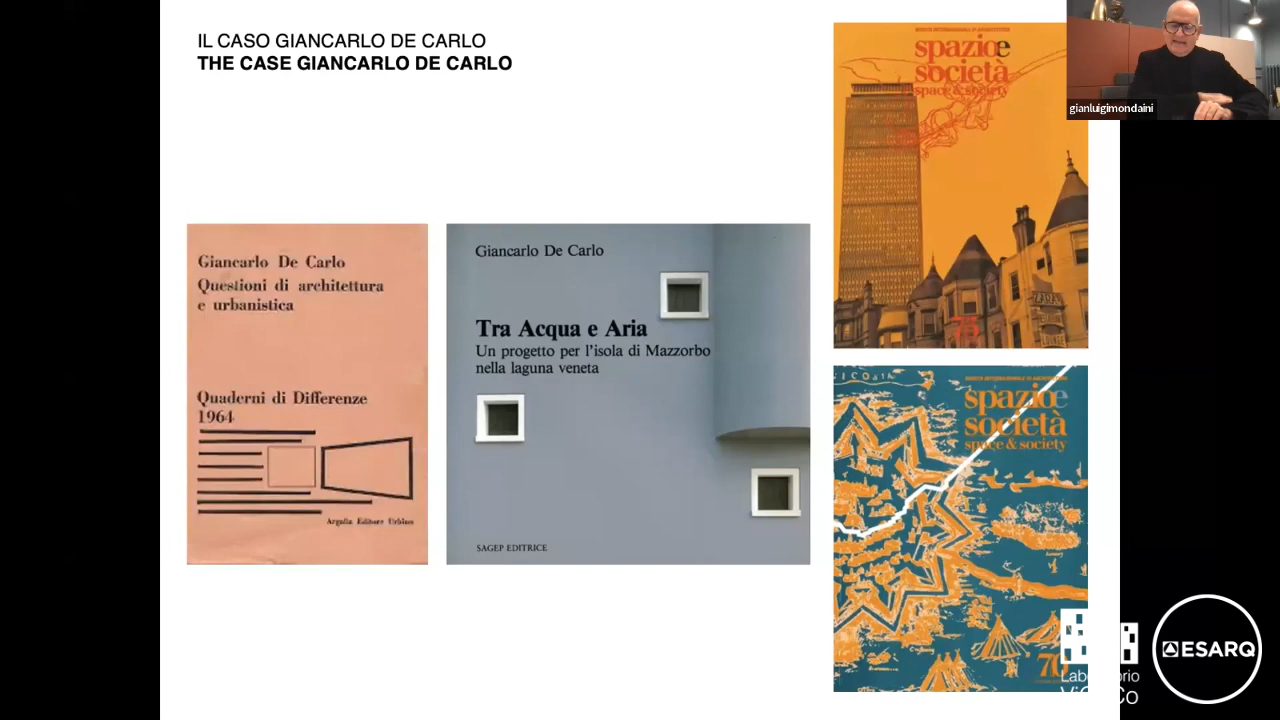 IL CASO GIANCARLO DE CARLO
THE CASE GIANCARLO DE CARLO
Giancarlo De Carlo
Questioni di architettura
e urbanistica
Quaderni di Differenze
1964
Argalia Editore Urbino
Giancarlo De Carlo
Tra Acqua e Aria
Un progetto per l'isola di Mazzorbo
nella laguna veneta
SAGEP EDITRICE
spazio e
società
space & society
75
spazio e
società
space & society
70
gianluigimondaini
ESARQ